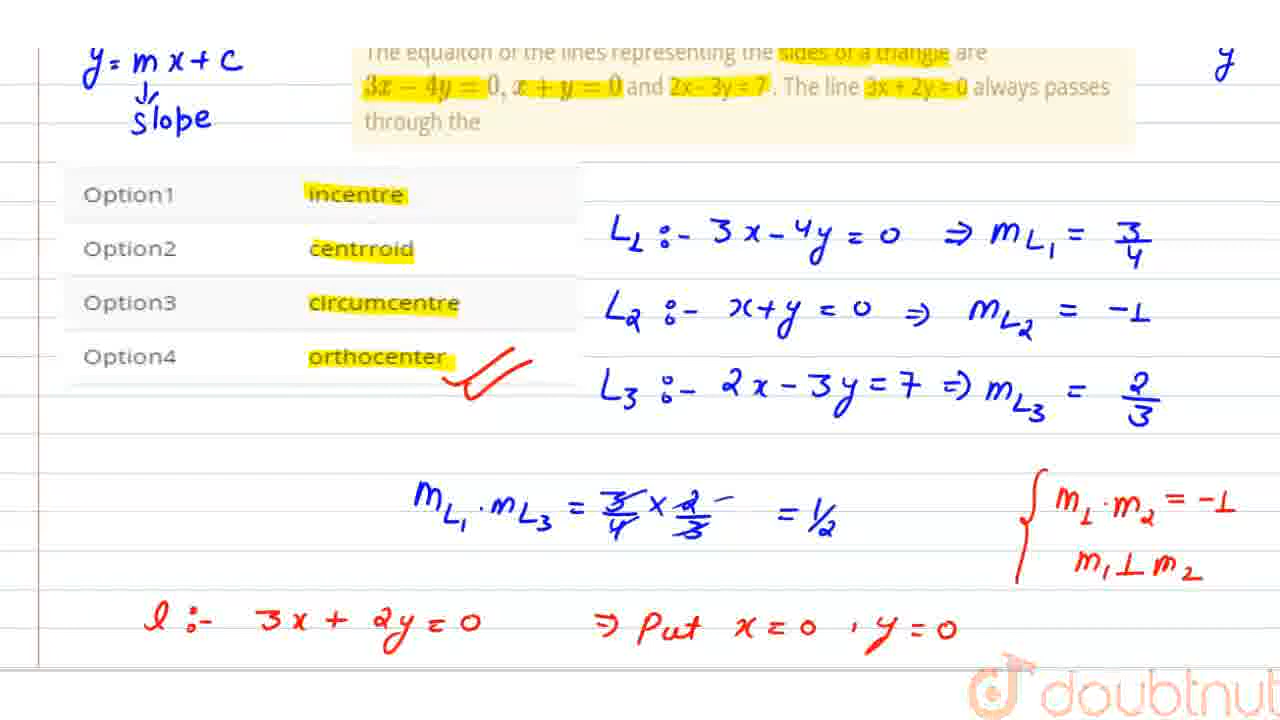 y = mx + c
slope
The equaiton of the lines representing the sides of a triangle are
3x − 4y = 0, x + y = 0 and 2x - 3y = 7 . The line 3x + 2y = 0 always passes
through the
y
Option1 incentre
Option2 centrroid
Option3 circumcentre
Option4 orthocenter
L1 :- 3x - 4y = 0 ⇒ mL1 = 3/4
L2 :- x + y = 0 ⇒ mL2 = -1
L3 :- 2x - 3y = 7 ⇒ mL3 = 2/3
mL1 . mL3 = 3/4 × 2/3 = 1/2
m1 . m2 = -1
m1 ⊥ m2
l :- 3x + 2y = 0 ⇒ Put x = 0 , y = 0
doubtnut